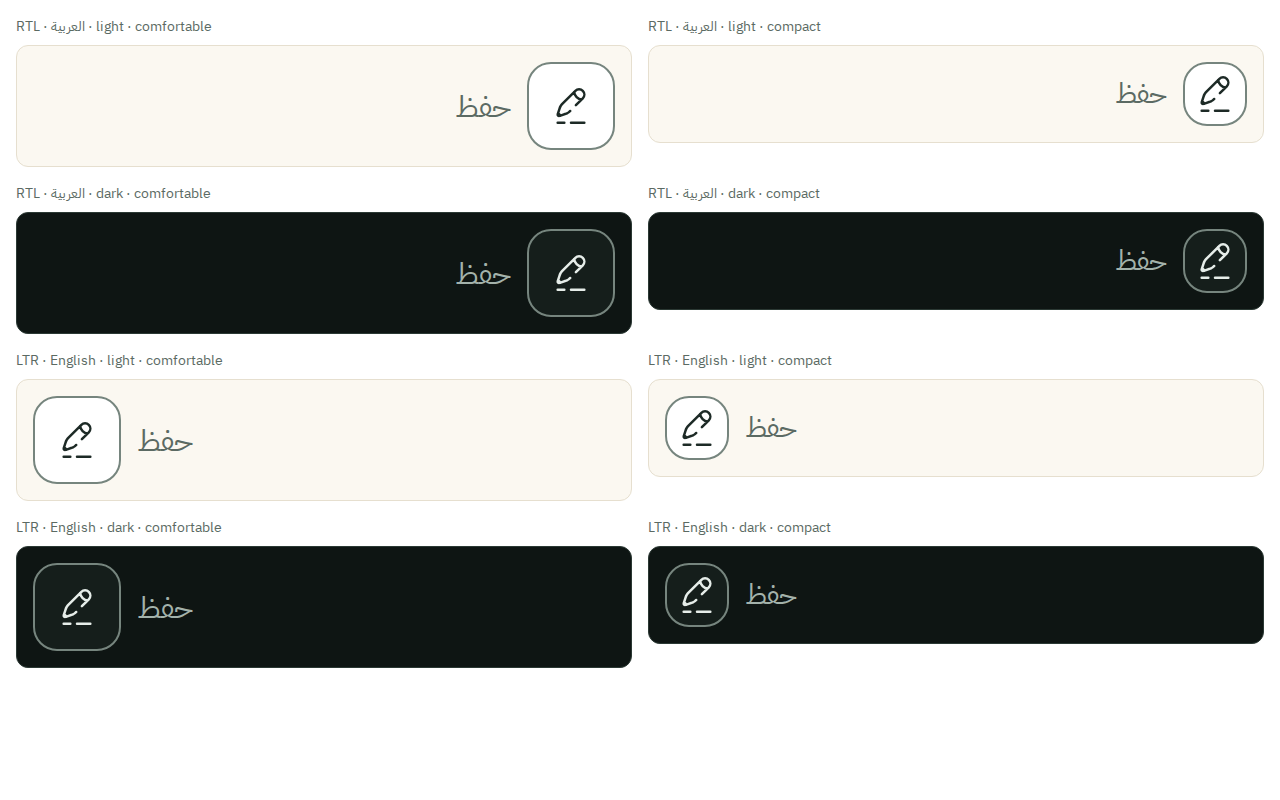 RTL · العربية · light · comfortable
حفظ
RTL · العربية · light · compact
حفظ
RTL · العربية · dark · comfortable
حفظ
RTL · العربية · dark · compact
حفظ
LTR · English · light · comfortable
حفظ
LTR · English · light · compact
حفظ
LTR · English · dark · comfortable
حفظ
LTR · English · dark · compact
حفظ